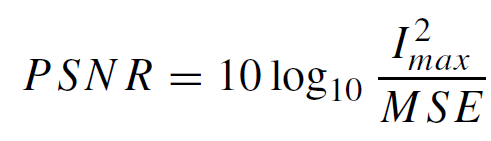 PSNR = 10 log₁₀ I²ₘₐₓ / MSE